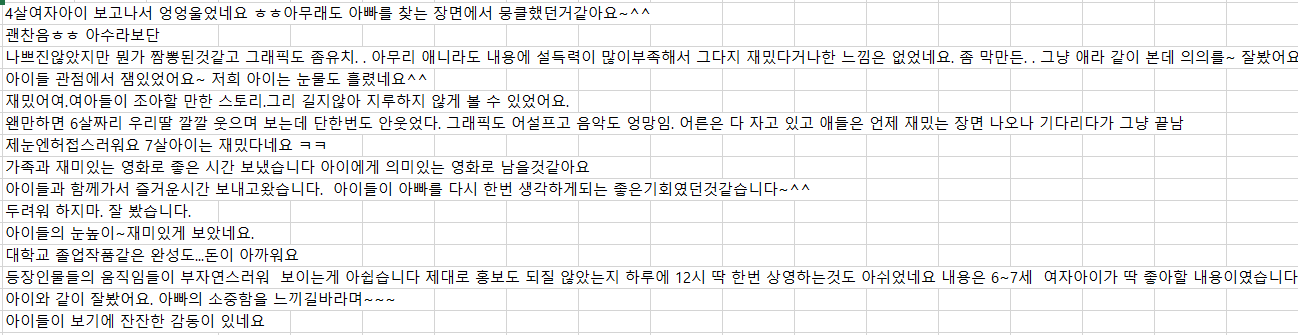 4살여자아이 보고나서 엉엉울었네요 ㅎㅎ아무래도 아빠를 찾는 장면에서 뭉클했던거같아요~^^
괜찬음ㅎㅎ 아수라보단
나쁘진않았지만 뭔가 짬뽕된것같고 그래픽도 좀유치. . 아무리 애니라도 내용에 설득력이 많이부족해서 그다지 재밌다거나한 느낌은 없었네요. 좀 막만든. . 그냥 애라 같이 본데 의의를~ 잘봤어요
아이들 관점에서 잼있었어요~ 저희 아이는 눈물도 흘렸네요^^
재밌어여.여아들이 조아할 만한 스토리.그리 길지않아 지루하지 않게 볼 수 있었어요.
왠만하면 6살짜리 우리딸 깔깔 웃으며 보는데 단한번도 안웃었다. 그래픽도 어설프고 음악도 엉망임. 어른은 다 자고 있고 애들은 언제 재밌는 장면 나오나 기다리다가 그냥 끝남
제눈엔허접스러워요 7살아이는 재밌다네요 ㅋㅋ
가족과 재미있는 영화로 좋은 시간 보냈습니다 아이에게 의미있는 영화로 남을것같아요
아이들과 함께가서 즐거운시간 보내고왔습니다.  아이들이 아빠를 다시 한번 생각하게되는 좋은기회였던것같습니다~^^
두려워 하지마. 잘 봤습니다.
아이들의 눈높이~재미있게 보았네요.
대학교 졸업작품같은 완성도...돈이 아까워요
등장인물들의 움직임들이 부자연스러워  보이는게 아쉽습니다 제대로 홍보도 되질 않았는지 하루에 12시 딱 한번 상영하는것도 아쉬었네요 내용은 6~7세  여자아이가 딱 좋아할 내용이였습니다
아이와 같이 잘봤어요. 아빠의 소중함을 느끼길바라며~~~
아이들이 보기에 잔잔한 감동이 있네요